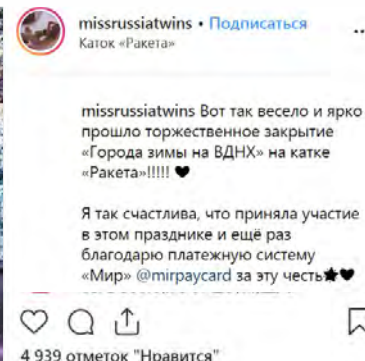 missrussiatwins • Подписаться
Каток «Ракета»
missrussiatwins Вот так весело и ярко
прошло торжественное закрытие
«Города зимы на ВДНХ» на катке
«Ракета»!!!!! ♥
Я так счастлива, что приняла участие
в этом празднике и ещё раз
благодарю платежную систему
«Мир» @mirpaycard за эту честь★♥
4 939 отметок "Нравится"